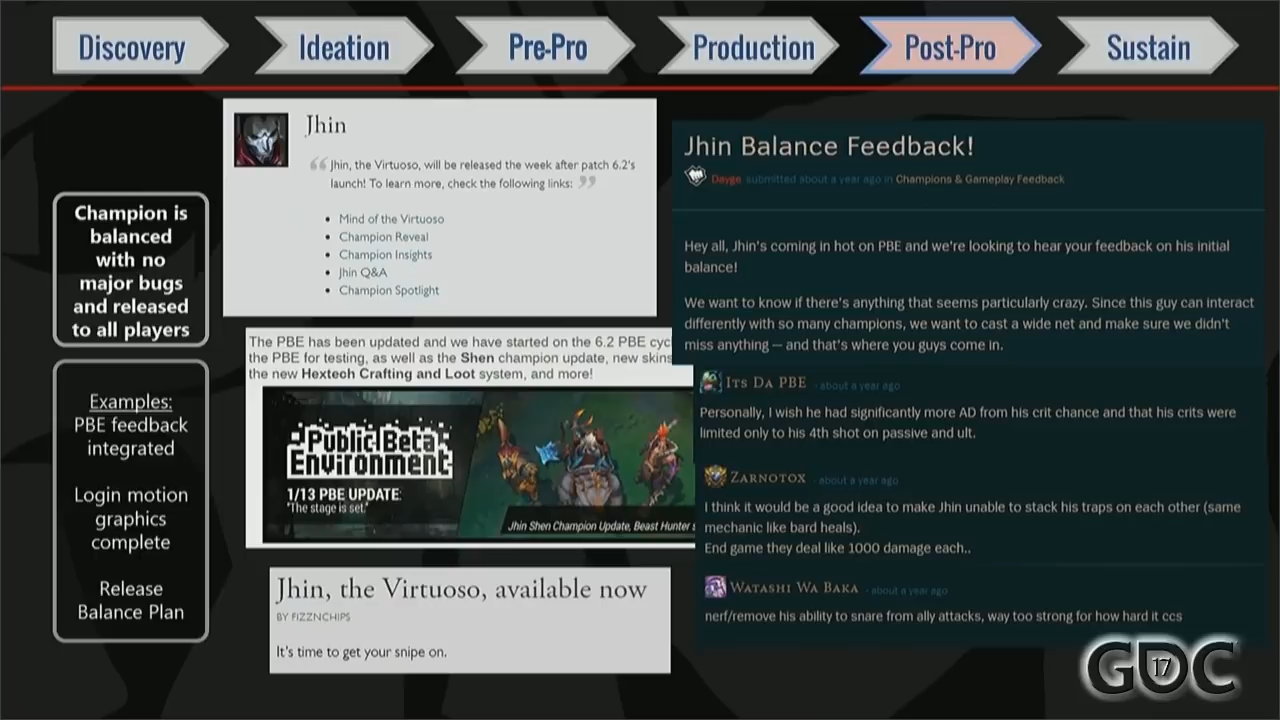 Discovery
Ideation
Pre-Pro
Production
Post-Pro
Sustain
Champion is
balanced
with no
major bugs
and released
to all players
Examples:
PBE feedback
integrated
Login motion
graphics
complete
Release
Balance Plan
Jhin
“ Jhin, the Virtuoso, will be released the week after patch 6.2's
launch! To learn more, check the following links: ”
• Mind of the Virtuoso
• Champion Reveal
• Champion Insights
• Jhin Q&A
• Champion Spotlight
The PBE has been updated and we have started on the 6.2 PBE cyc
the PBE for testing, as well as the Shen champion update, new skins
the new Hextech Crafting and Loot system, and more!
Public Beta
Environment
1/13 PBE UPDATE:
"The stage is set."
Jhin Shen Champion Update, Beast Hunter s
Jhin, the Virtuoso, available now
BY FIZZNCHIPS
It's time to get your snipe on.
Jhin Balance Feedback!
Dayge submitted about a year ago in Champions & Gameplay Feedback
Hey all, Jhin's coming in hot on PBE and we're looking to hear your feedback on his initial
balance!
We want to know if there's anything that seems particularly crazy. Since this guy can interact
differently with so many champions, we want to cast a wide net and make sure we didn't
miss anything — and that's where you guys come in.
Its Da PBE · about a year ago
Personally, I wish he had significantly more AD from his crit chance and that his crits were
limited only to his 4th shot on passive and ult.
Zarnotox · about a year ago
I think it would be a good idea to make Jhin unable to stack his traps on each other (same
mechanic like bard heals).
End game they deal like 1000 damage each..
Watashi Wa Baka · about a year ago
nerf/remove his ability to snare from ally attacks, way too strong for how hard it ccs
GDC
17